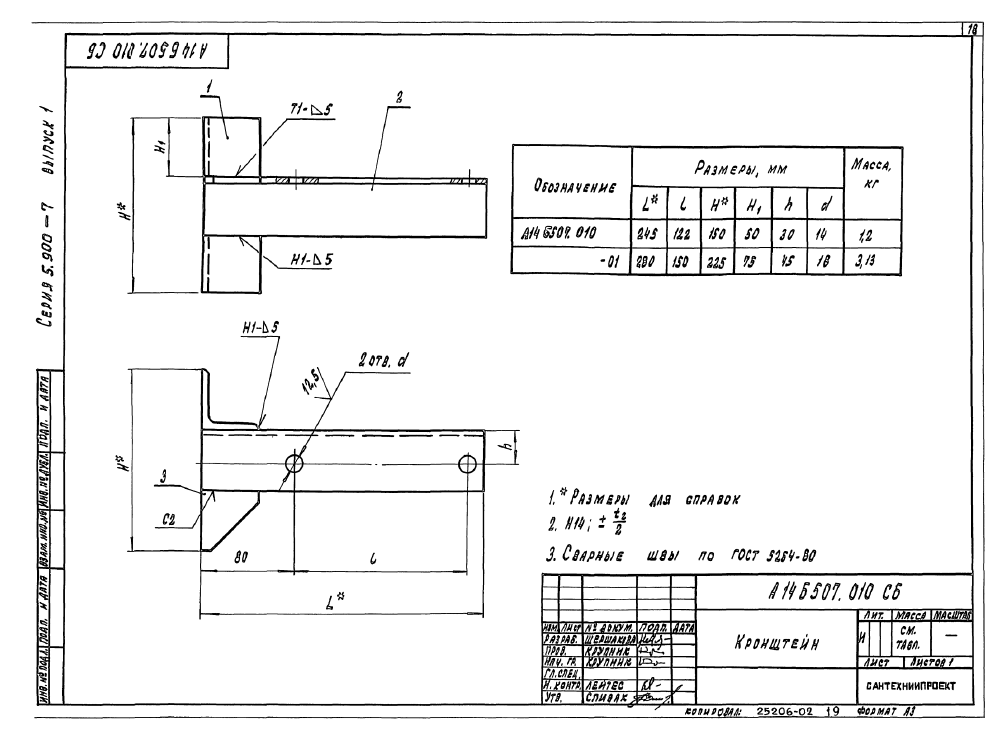 18
А14Б507.010 СБ
Серия 5.900-7 выпуск 1
1
Т1-⊿5
2
H₁
H*
Н1-⊿5
Обозначение
Размеры, мм
Масса, кг
L* l H* H₁ h d
А14Б507.010 245 122 150 50 30 14 1,2
-01 280 150 225 75 45 18 3,13
Н1-⊿5
2 отв. d
12,5
H*
h
3
С2
80
l
L*
1.* Размеры для справок
2. Н14; ± t₂/2
3. Сварные швы по ГОСТ 5264-80
А14Б507.010 СБ
Кронштейн
Лит. Масса Масштаб
И См. табл. —
Лист Листов 1
САНТЕХНИИПРОЕКТ
Изм. Лист № докум. Подп. Дата
Разраб. Шершакова
Пров. Крупник
Нач. гр. Крупник
Гл. спец.
Н. контр. Лейтес
Утв. Спивак
Инв. № подл. Подп. и дата Взам. инв. № Инв. № дубл. Подп. и дата
Копировал: 25206-02 19 Формат А3